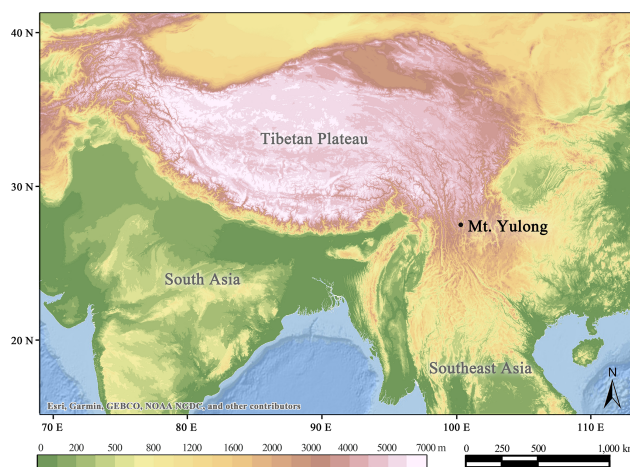 40 N
30 N
20 N
Tibetan Plateau
Mt. Yulong
South Asia
Southeast Asia
N
Esri, Garmin, GEBCO, NOAA NGDC, and other contributors
70 E 80 E 90 E 100 E 110 E
0 200 500 800 1200 1600 2000 3000 4000 5000 7000 m
0 250 500 1,000 km